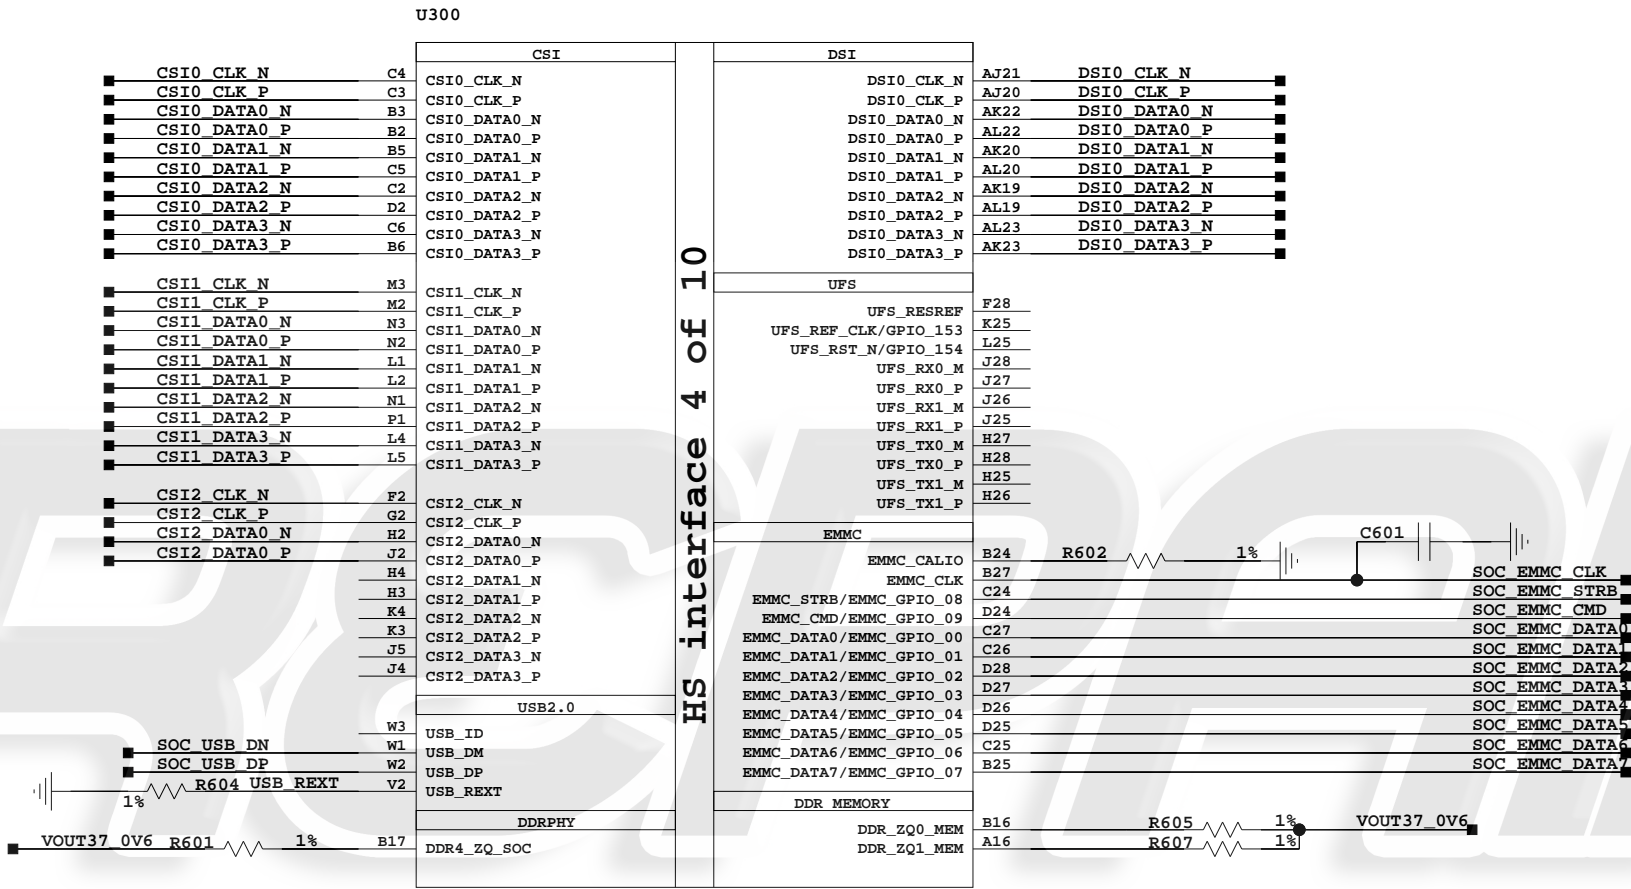 U300
CSI
DSI
CSI0_CLK_N C4 CSI0_CLK_N
CSI0_CLK_P C3 CSI0_CLK_P
CSI0_DATA0_N B3 CSI0_DATA0_N
CSI0_DATA0_P B2 CSI0_DATA0_P
CSI0_DATA1_N B5 CSI0_DATA1_N
CSI0_DATA1_P C5 CSI0_DATA1_P
CSI0_DATA2_N C2 CSI0_DATA2_N
CSI0_DATA2_P D2 CSI0_DATA2_P
CSI0_DATA3_N C6 CSI0_DATA3_N
CSI0_DATA3_P B6 CSI0_DATA3_P
CSI1_CLK_N M3 CSI1_CLK_N
CSI1_CLK_P M2 CSI1_CLK_P
CSI1_DATA0_N N3 CSI1_DATA0_N
CSI1_DATA0_P N2 CSI1_DATA0_P
CSI1_DATA1_N L1 CSI1_DATA1_N
CSI1_DATA1_P L2 CSI1_DATA1_P
CSI1_DATA2_N N1 CSI1_DATA2_N
CSI1_DATA2_P P1 CSI1_DATA2_P
CSI1_DATA3_N L4 CSI1_DATA3_N
CSI1_DATA3_P L5 CSI1_DATA3_P
CSI2_CLK_N F2 CSI2_CLK_N
CSI2_CLK_P G2 CSI2_CLK_P
CSI2_DATA0_N H2 CSI2_DATA0_N
CSI2_DATA0_P J2 CSI2_DATA0_P
H4 CSI2_DATA1_N
H3 CSI2_DATA1_P
K4 CSI2_DATA2_N
K3 CSI2_DATA2_P
J5 CSI2_DATA3_N
J4 CSI2_DATA3_P
USB2.0
W3 USB_ID
SOC_USB_DN W1 USB_DM
SOC_USB_DP W2 USB_DP
1% R604 USB_REXT V2 USB_REXT
DDRPHY
VOUT37_0V6 R601 1% B17 DDR4_ZQ_SOC
HS interface 4 of 10
DSI0_CLK_N AJ21 DSI0_CLK_N
DSI0_CLK_P AJ20 DSI0_CLK_P
DSI0_DATA0_N AK22 DSI0_DATA0_N
DSI0_DATA0_P AL22 DSI0_DATA0_P
DSI0_DATA1_N AK20 DSI0_DATA1_N
DSI0_DATA1_P AL20 DSI0_DATA1_P
DSI0_DATA2_N AK19 DSI0_DATA2_N
DSI0_DATA2_P AL19 DSI0_DATA2_P
DSI0_DATA3_N AL23 DSI0_DATA3_N
DSI0_DATA3_P AK23 DSI0_DATA3_P
UFS
UFS_RESREF F28
UFS_REF_CLK/GPIO_153 K25
UFS_RST_N/GPIO_154 L25
UFS_RX0_M J28
UFS_RX0_P J27
UFS_RX1_M J26
UFS_RX1_P J25
UFS_TX0_M H27
UFS_TX0_P H28
UFS_TX1_M H25
UFS_TX1_P H26
EMMC
C601
EMMC_CALIO B24 R602 1%
EMMC_CLK B27 SOC_EMMC_CLK
EMMC_STRB/EMMC_GPIO_08 C24 SOC_EMMC_STRB
EMMC_CMD/EMMC_GPIO_09 D24 SOC_EMMC_CMD
EMMC_DATA0/EMMC_GPIO_00 C27 SOC_EMMC_DATA0
EMMC_DATA1/EMMC_GPIO_01 C26 SOC_EMMC_DATA1
EMMC_DATA2/EMMC_GPIO_02 D28 SOC_EMMC_DATA2
EMMC_DATA3/EMMC_GPIO_03 D27 SOC_EMMC_DATA3
EMMC_DATA4/EMMC_GPIO_04 D26 SOC_EMMC_DATA4
EMMC_DATA5/EMMC_GPIO_05 D25 SOC_EMMC_DATA5
EMMC_DATA6/EMMC_GPIO_06 C25 SOC_EMMC_DATA6
EMMC_DATA7/EMMC_GPIO_07 B25 SOC_EMMC_DATA7
DDR MEMORY
DDR_ZQ0_MEM B16 R605 1% VOUT37_0V6
DDR_ZQ1_MEM A16 R607 1%